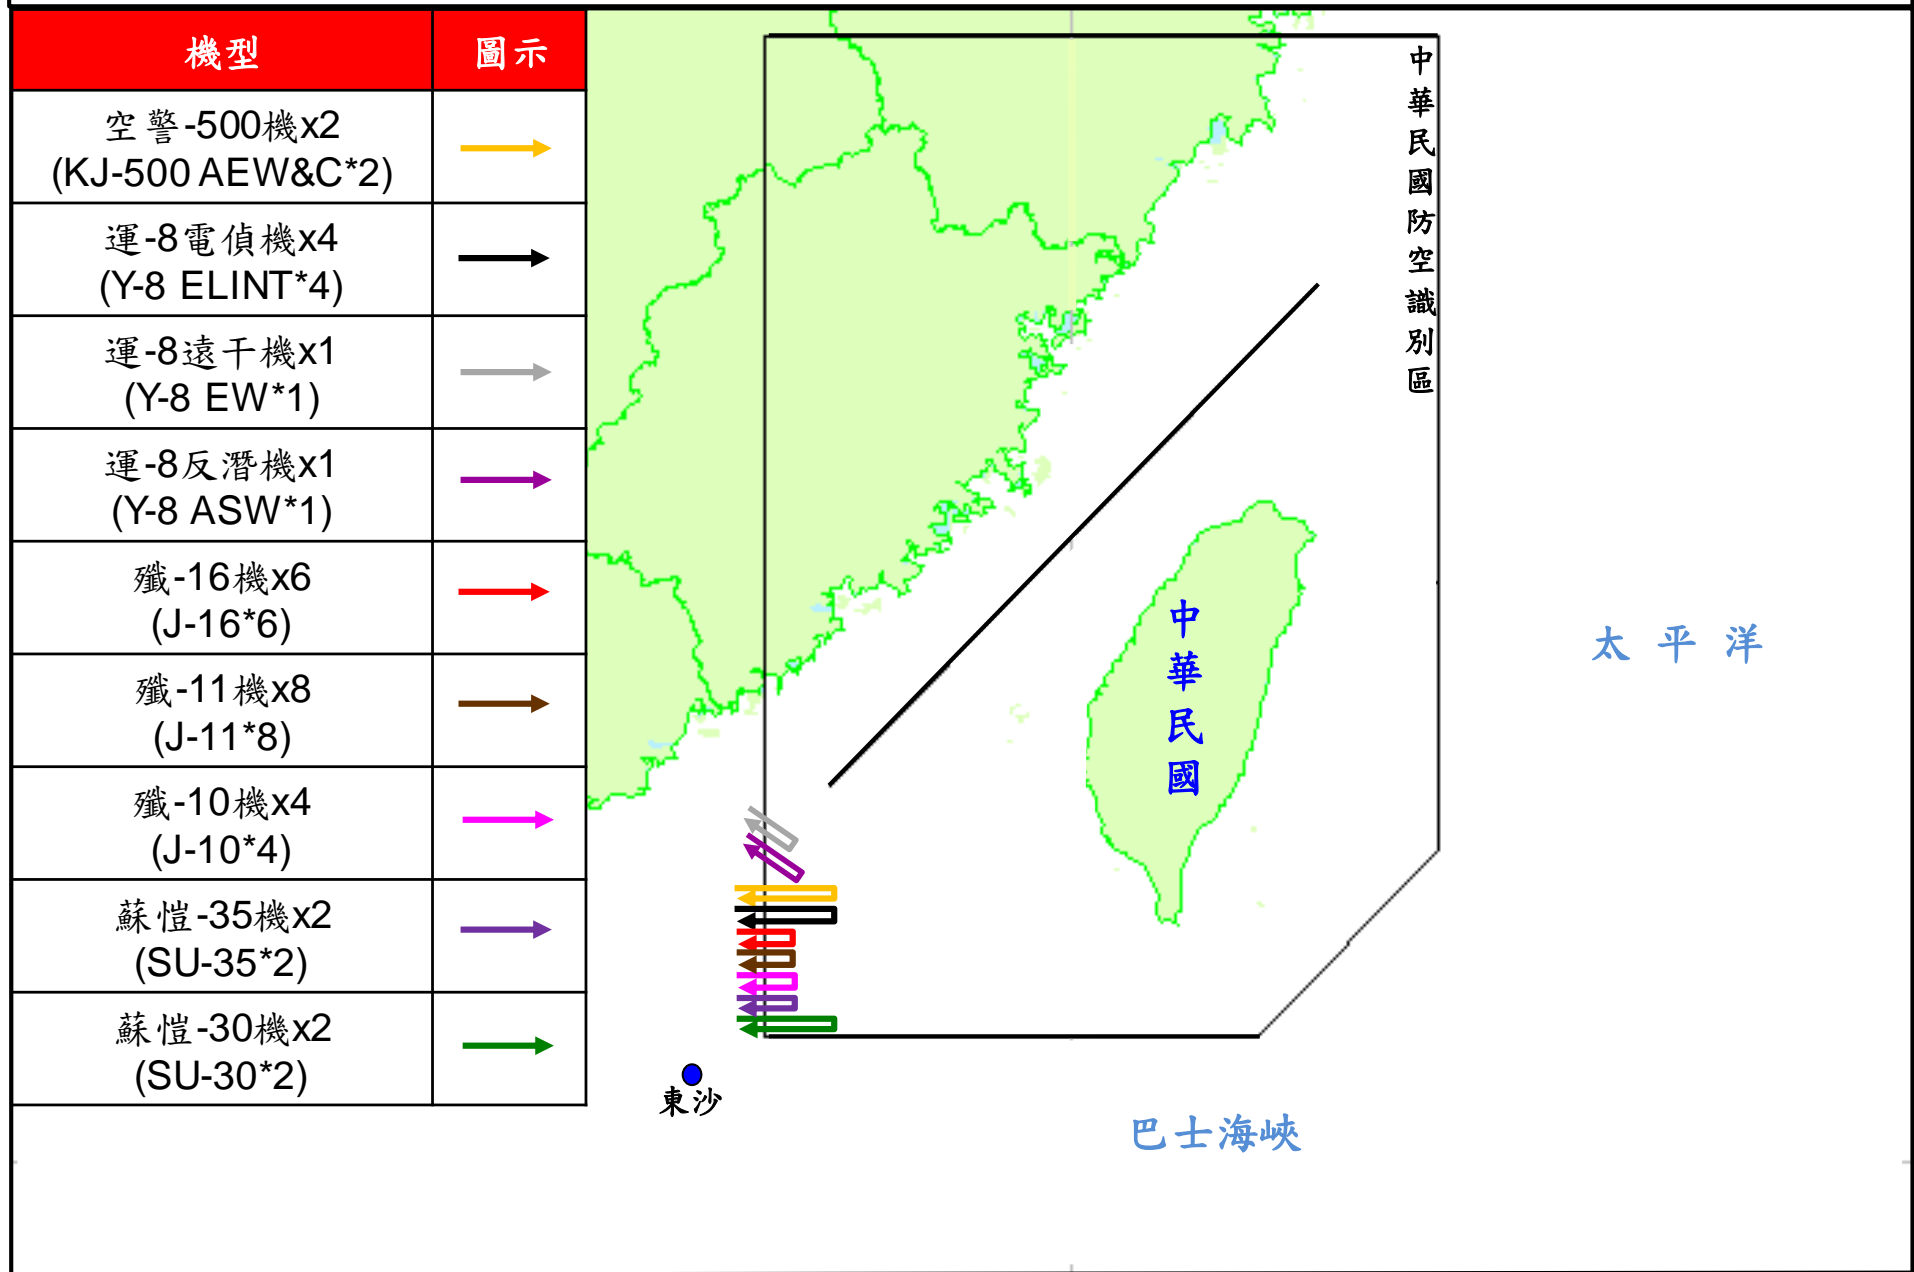 機型
圖示
空警-500機x2
(KJ-500 AEW&C*2)
運-8電偵機x4
(Y-8 ELINT*4)
運-8遠干機x1
(Y-8 EW*1)
運-8反潛機x1
(Y-8 ASW*1)
殲-16機x6
(J-16*6)
殲-11機x8
(J-11*8)
殲-10機x4
(J-10*4)
蘇愷-35機x2
(SU-35*2)
蘇愷-30機x2
(SU-30*2)
中華民國防空識別區
中華民國
太平洋
東沙
巴士海峽